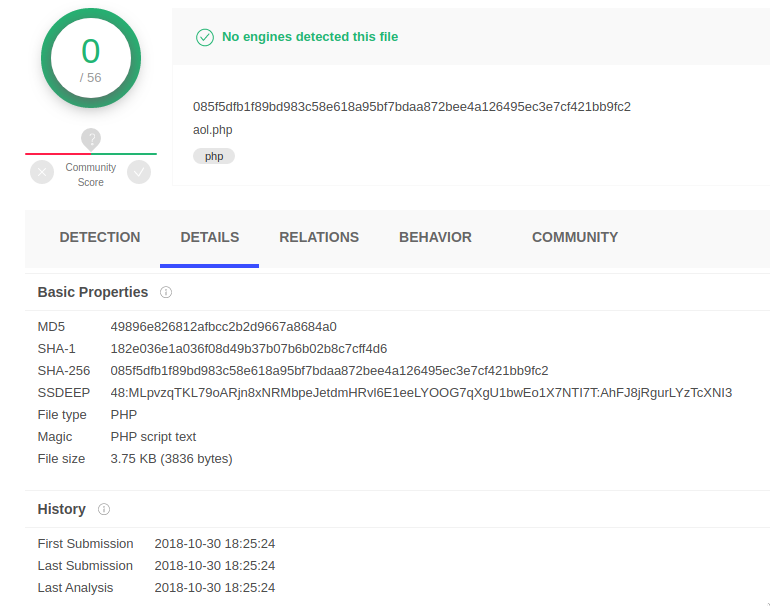 0
/ 56
?
Community
Score
No engines detected this file
085f5dfb1f89bd983c58e618a95bf7bdaa872bee4a126495ec3e7cf421bb9fc2
aol.php
php
DETECTION DETAILS RELATIONS BEHAVIOR COMMUNITY
Basic Properties
MD5 49896e826812afbcc2b2d9667a8684a0
SHA-1 182e036e1a036f08d49b37b07b6b02b8c7cff4d6
SHA-256 085f5dfb1f89bd983c58e618a95bf7bdaa872bee4a126495ec3e7cf421bb9fc2
SSDEEP 48:MLpvzqTKL79oARjn8xNRMbpeJetdmHRvl6E1eeLYOOG7qXgU1bwEo1X7NTI7T:AhFJ8jRgurLYzTcXNI3
File type PHP
Magic PHP script text
File size 3.75 KB (3836 bytes)
History
First Submission 2018-10-30 18:25:24
Last Submission 2018-10-30 18:25:24
Last Analysis 2018-10-30 18:25:24